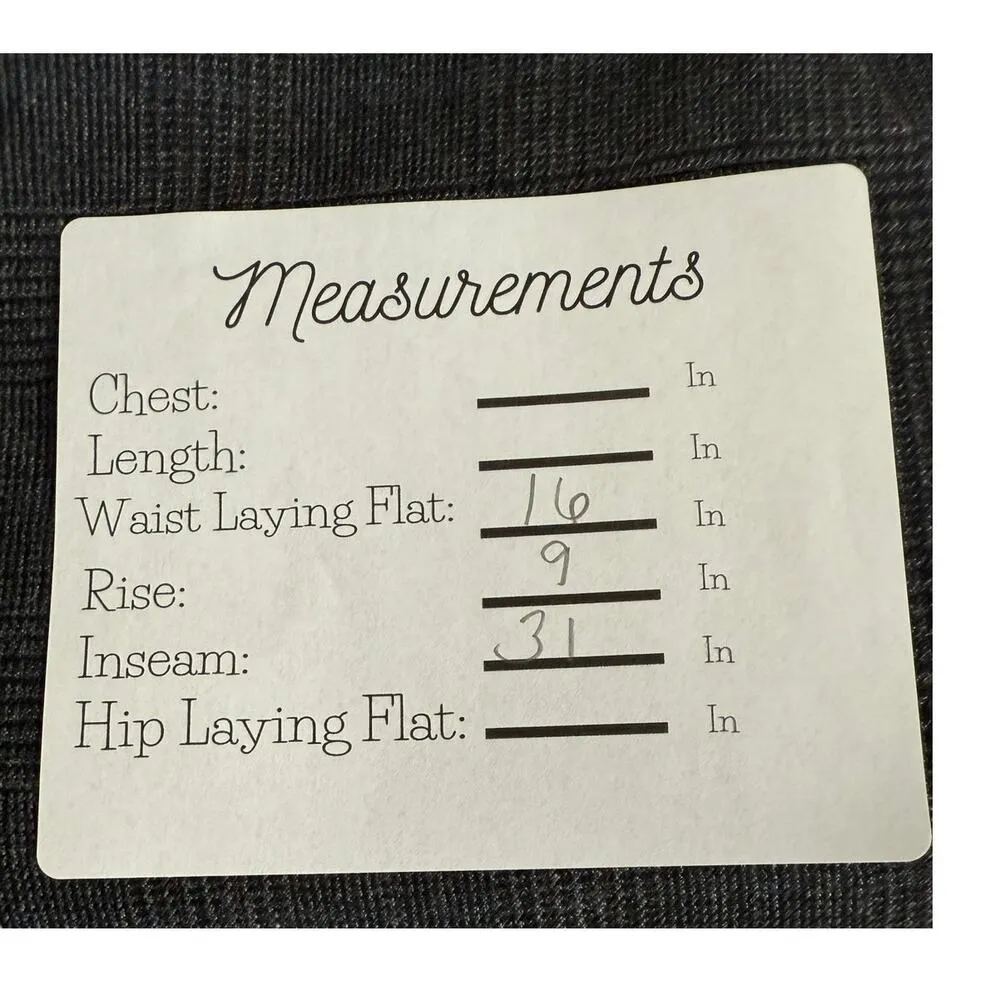 Measurements
Chest: In
Length: In
Waist Laying Flat: 16 In
Rise: 9 In
Inseam: 31 In
Hip Laying Flat: In